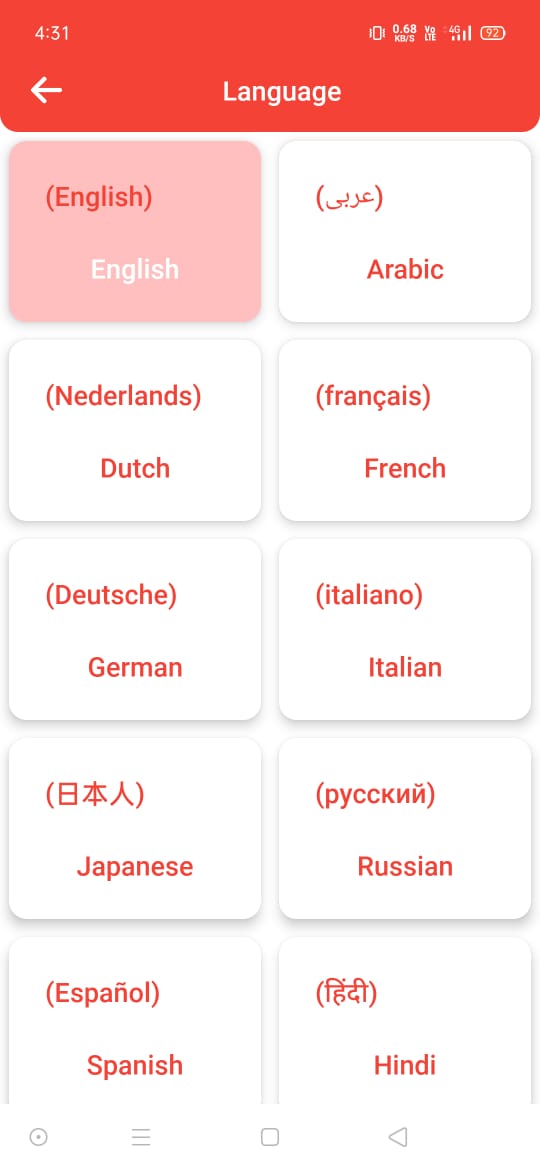 4:31
0.68 KB/S Vo LTE 4G 92
Language
(English)
English
(عربی)
Arabic
(Nederlands)
Dutch
(français)
French
(Deutsche)
German
(italiano)
Italian
(日本人)
Japanese
(русский)
Russian
(Español)
Spanish
(हिंदी)
Hindi